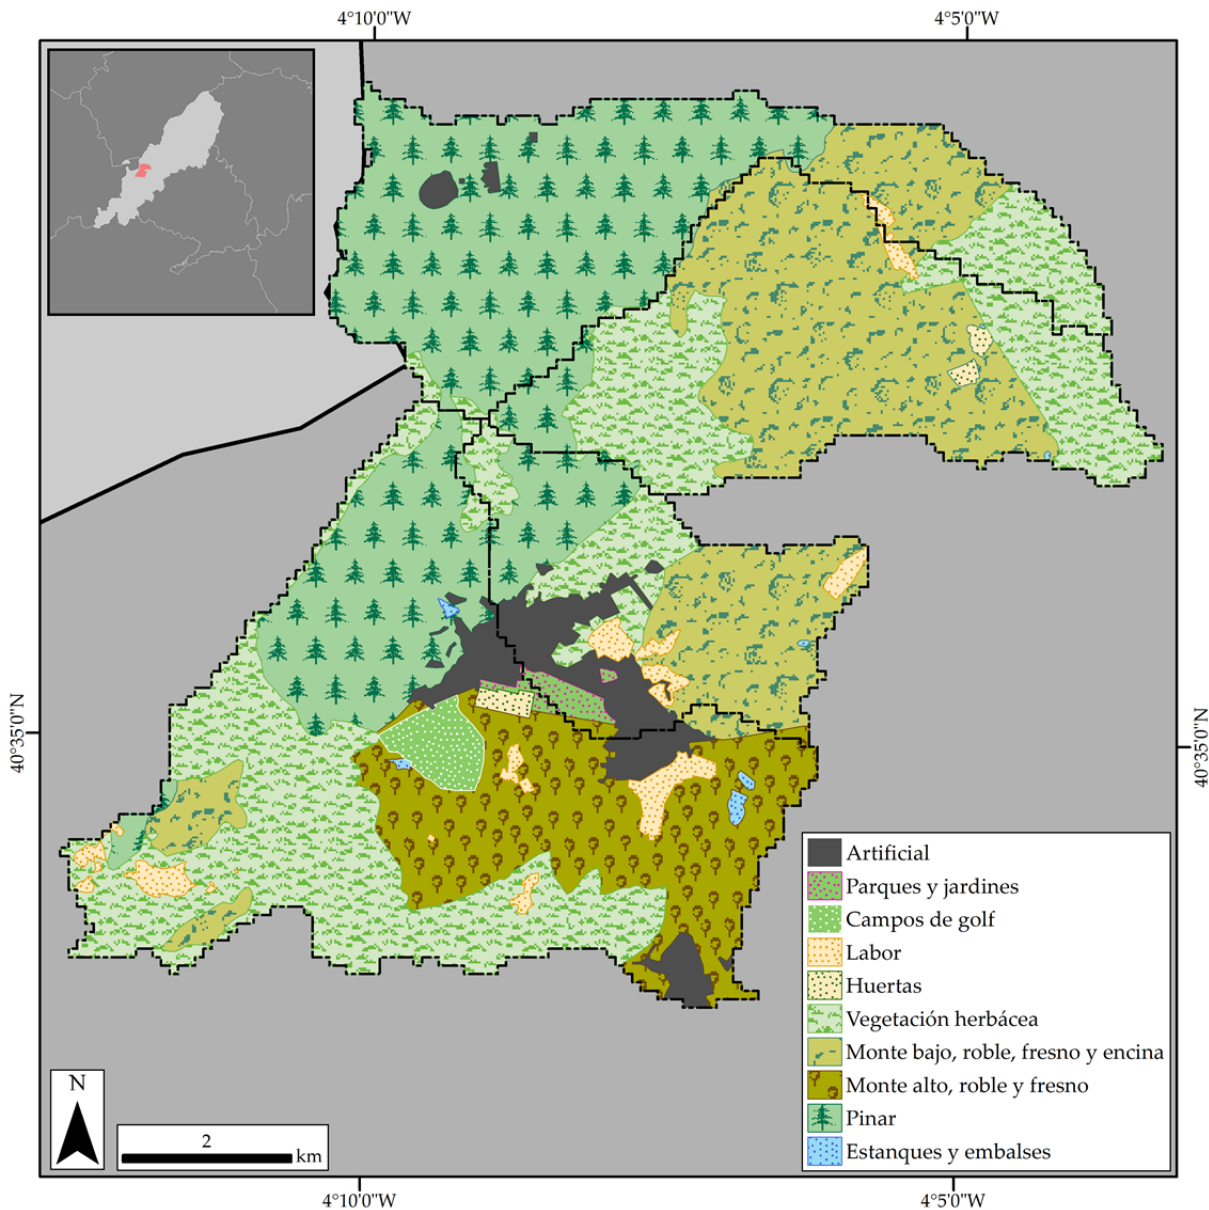 4°10'0"W
4°5'0"W
40°35'0"N
40°35'0"N
Artificial
Parques y jardines
Campos de golf
Labor
Huertas
Vegetación herbácea
Monte bajo, roble, fresno y encina
Monte alto, roble y fresno
Pinar
Estanques y embalses
N
2
km
4°10'0"W
4°5'0"W